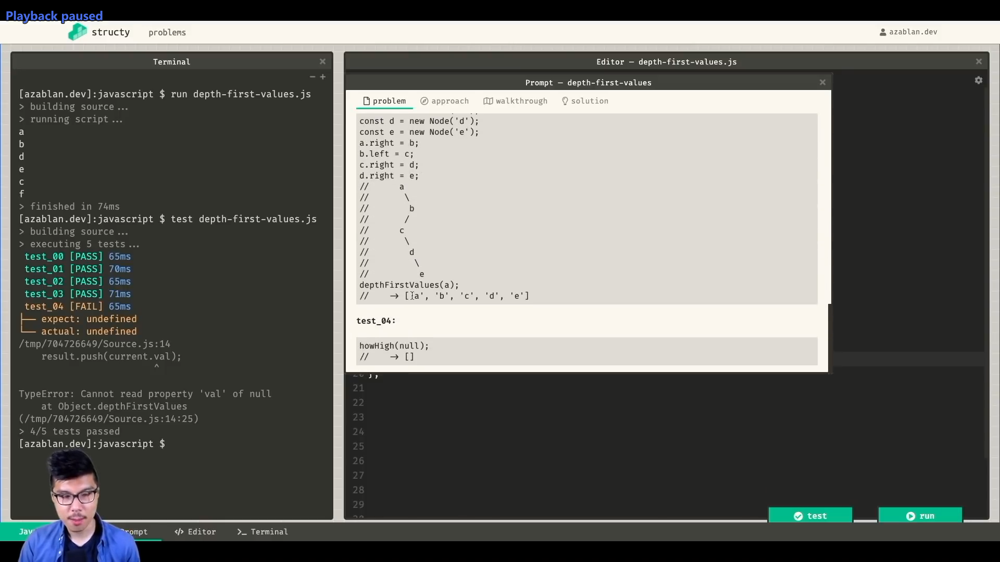 Playback paused
structy problems azablan.dev
Terminal
- +
[azablan.dev]:javascript $ run depth-first-values.js
> building source...
> running script...
a
b
d
e
c
f
> finished in 74ms
[azablan.dev]:javascript $ test depth-first-values.js
> building source...
> executing 5 tests...
test_00 [PASS] 65ms
test_01 [PASS] 70ms
test_02 [PASS] 65ms
test_03 [PASS] 71ms
test_04 [FAIL] 65ms
├── expect: undefined
└── actual: undefined
/tmp/704726649/Source.js:14
result.push(current.val);
^
TypeError: Cannot read property 'val' of null
at Object.depthFirstValues
(/tmp/704726649/Source.js:14:25)
> 4/5 tests passed
[azablan.dev]:javascript $
Editor — depth-first-values.js
Prompt — depth-first-values
problem approach walkthrough solution
const d = new Node('d');
const e = new Node('e');
a.right = b;
b.left = c;
c.right = d;
d.right = e;
// a
// \
// b
// /
// c
// \
// d
// \
// e
depthFirstValues(a);
// -> ['a', 'b', 'c', 'd', 'e']
test_04:
howHigh(null);
// -> []
};
21
22
23
24
25
26
27
28
29
test run
</> Editor >_ Terminal